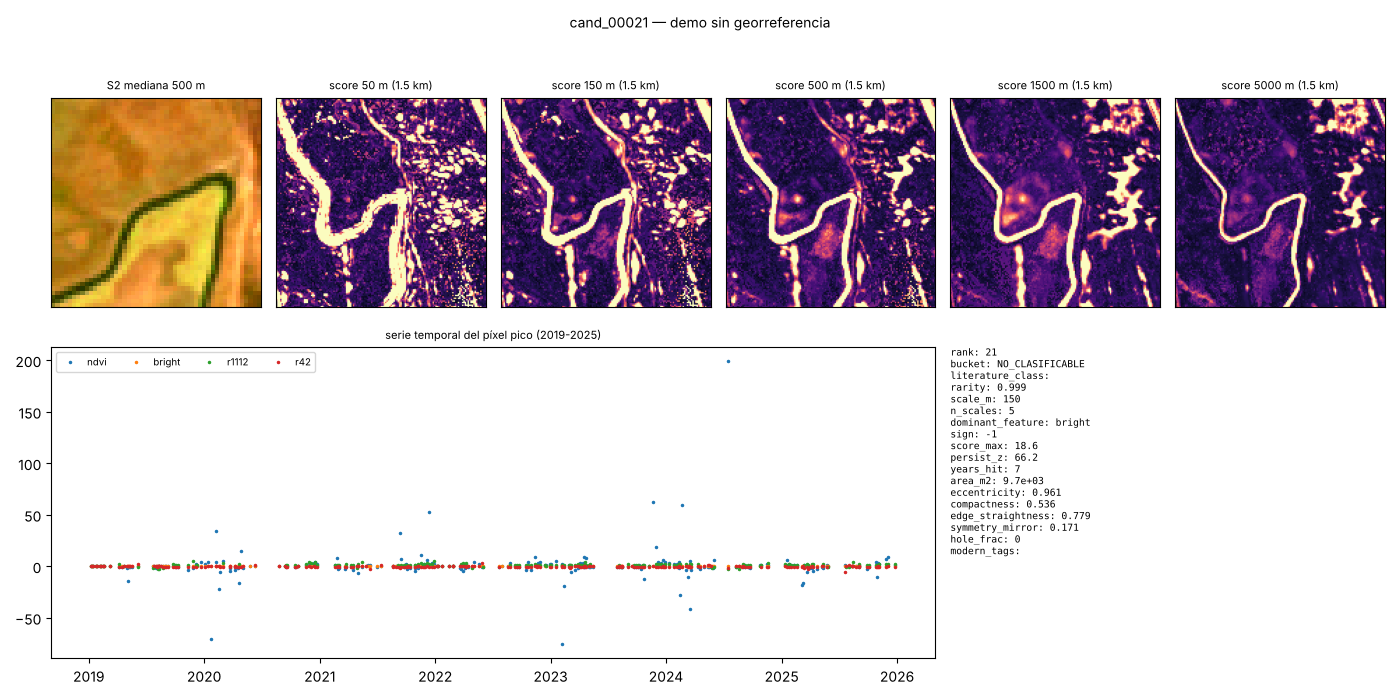 cand_00021 — demo sin georreferencia
S2 mediana 500 m
score 50 m (1.5 km)
score 150 m (1.5 km)
score 500 m (1.5 km)
score 1500 m (1.5 km)
score 5000 m (1.5 km)
serie temporal del píxel pico (2019-2025)
ndvi bright r1112 r42
200
150
100
50
0
−50
2019 2020 2021 2022 2023 2024 2025 2026
rank: 21
bucket: NO_CLASIFICABLE
literature_class:
rarity: 0.999
scale_m: 150
n_scales: 5
dominant_feature: bright
sign: -1
score_max: 18.6
persist_z: 66.2
years_hit: 7
area_m2: 9.7e+03
eccentricity: 0.961
compactness: 0.536
edge_straightness: 0.779
symmetry_mirror: 0.171
hole_frac: 0
modern_tags: